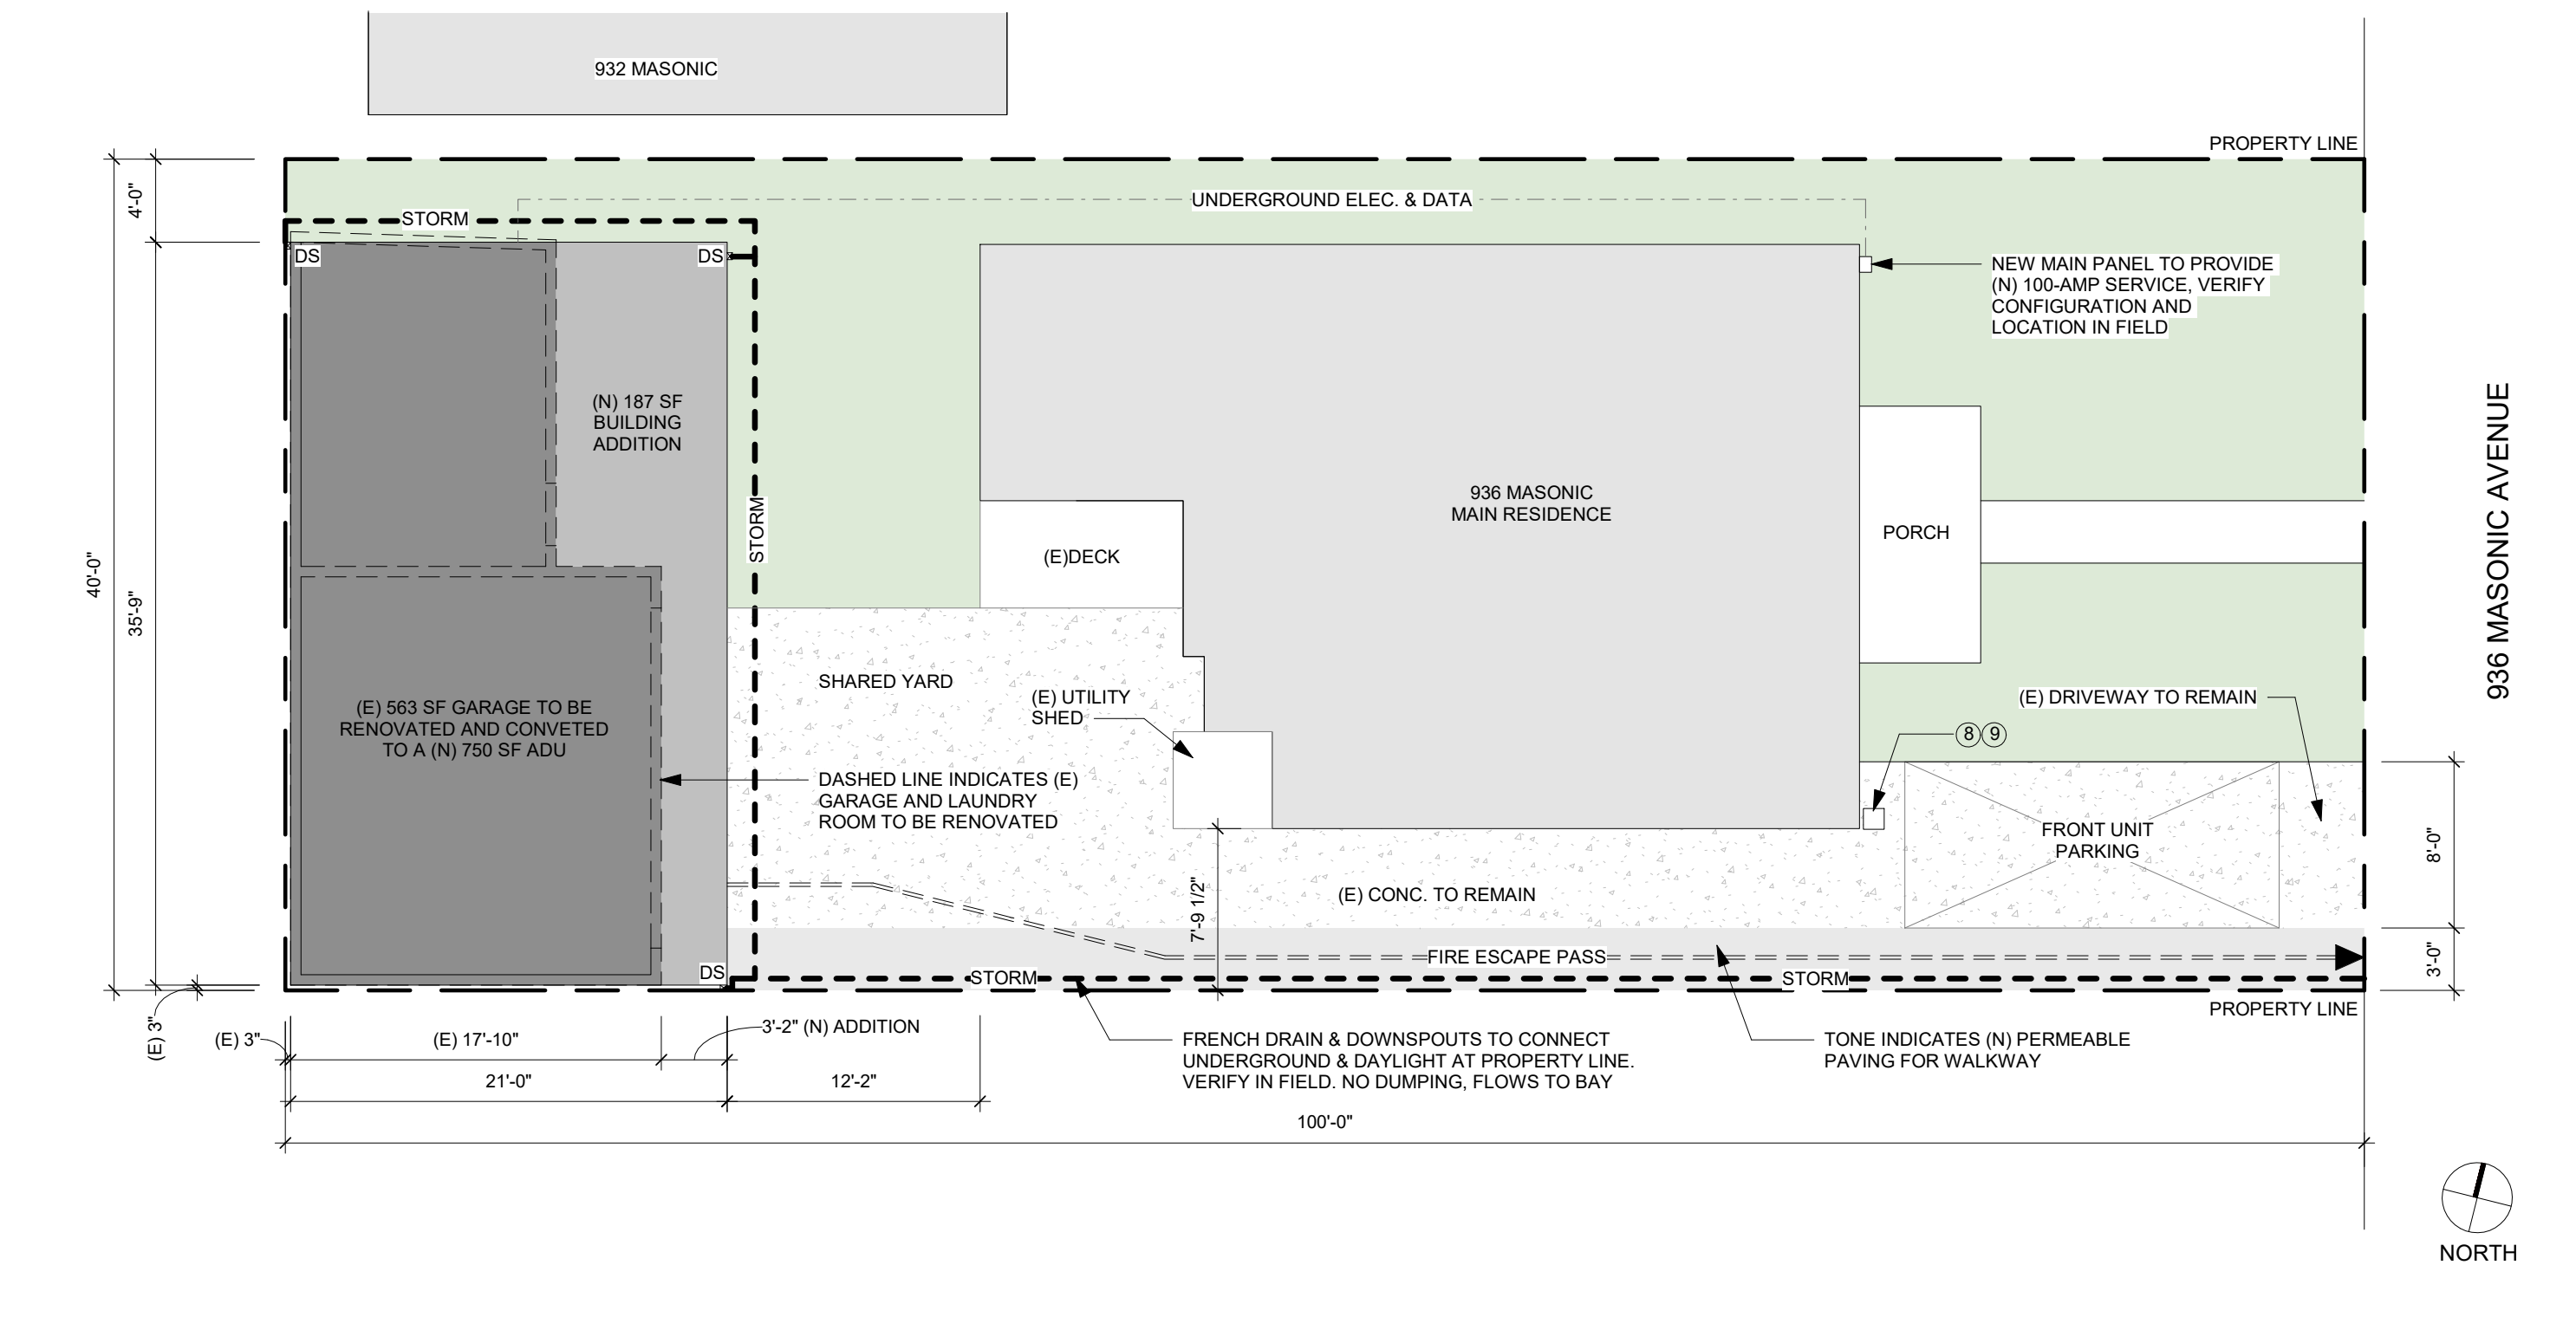 932 MASONIC
PROPERTY LINE
4'-0"
STORM
UNDERGROUND ELEC. & DATA
DS
DS
NEW MAIN PANEL TO PROVIDE
(N) 100-AMP SERVICE, VERIFY
CONFIGURATION AND
LOCATION IN FIELD
(N) 187 SF
BUILDING
ADDITION
936 MASONIC
MAIN RESIDENCE
STORM
(E)DECK
PORCH
936 MASONIC AVENUE
40'-0"
35'-9"
SHARED YARD
(E) UTILITY
SHED
(E) DRIVEWAY TO REMAIN
(E) 563 SF GARAGE TO BE
RENOVATED AND CONVETED
TO A (N) 750 SF ADU
8 9
DASHED LINE INDICATES (E)
GARAGE AND LAUNDRY
ROOM TO BE RENOVATED
FRONT UNIT
PARKING
8'-0"
7'-9 1/2"
(E) CONC. TO REMAIN
FIRE ESCAPE PASS
3'-0"
DS
STORM
STORM
PROPERTY LINE
(E) 3"
(E) 3"
(E) 17'-10"
3'-2" (N) ADDITION
FRENCH DRAIN & DOWNSPOUTS TO CONNECT
UNDERGROUND & DAYLIGHT AT PROPERTY LINE.
VERIFY IN FIELD. NO DUMPING, FLOWS TO BAY
TONE INDICATES (N) PERMEABLE
PAVING FOR WALKWAY
21'-0"
12'-2"
100'-0"
NORTH